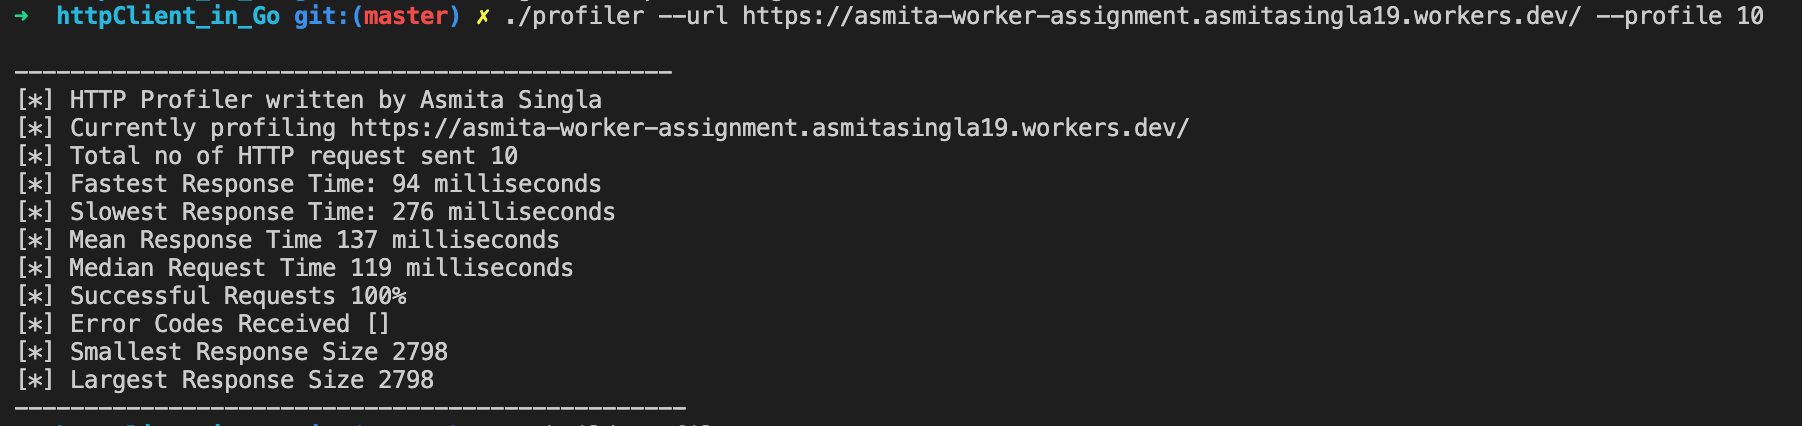 ➜  httpClient_in_Go git:(master) ✗ ./profiler --url https://asmita-worker-assignment.asmitasingla19.workers.dev/ --profile 10
-----------------------------------------------
[*] HTTP Profiler written by Asmita Singla
[*] Currently profiling https://asmita-worker-assignment.asmitasingla19.workers.dev/
[*] Total no of HTTP request sent 10
[*] Fastest Response Time: 94 milliseconds
[*] Slowest Response Time: 276 milliseconds
[*] Mean Response Time 137 milliseconds
[*] Median Request Time 119 milliseconds
[*] Successful Requests 100%
[*] Error Codes Received []
[*] Smallest Response Size 2798
[*] Largest Response Size 2798
------------------------------------------------